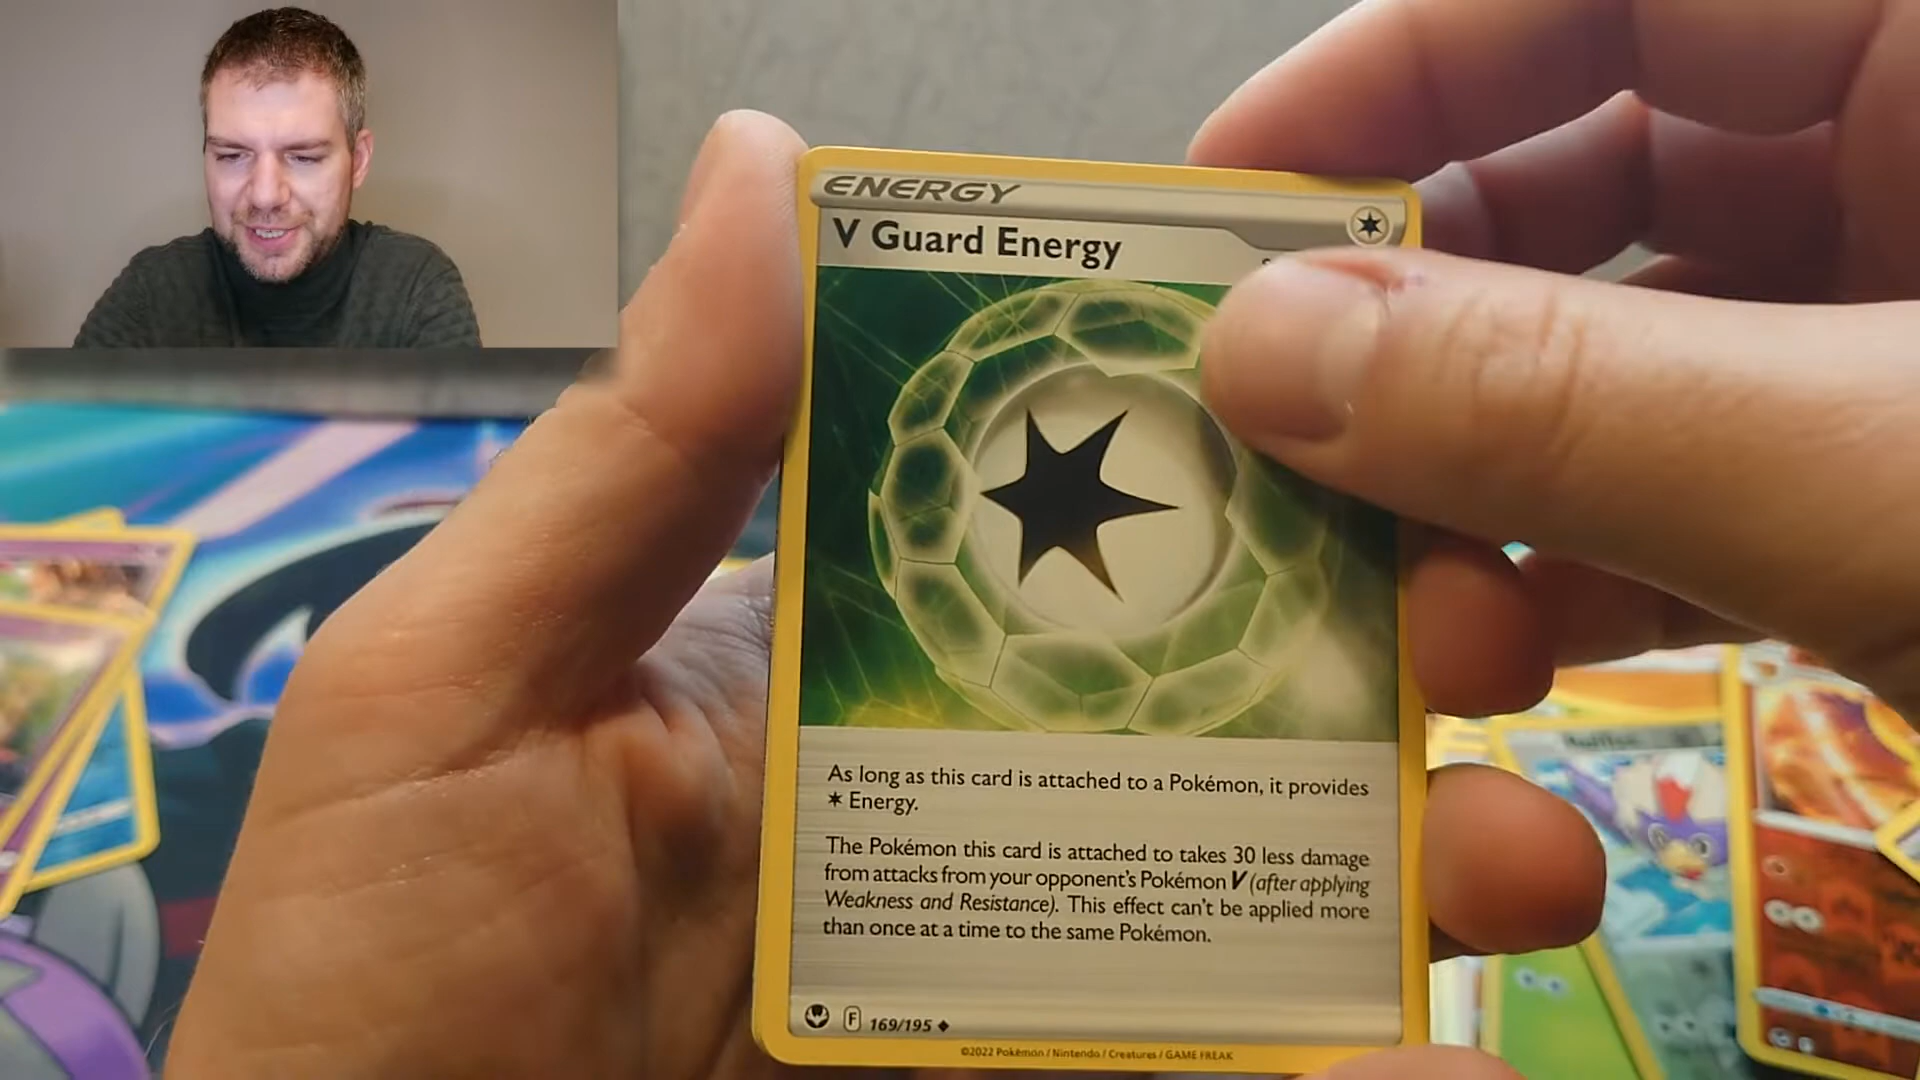 ENERGY
V Guard Energy
As long as this card is attached to a Pokémon, it provides
✶ Energy.
The Pokémon this card is attached to takes 30 less damage
from attacks from your opponent's Pokémon V (after applying
Weakness and Resistance). This effect can't be applied more
than once at a time to the same Pokémon.
F 169/195 ◆
©2022 Pokémon / Nintendo / Creatures / GAME FREAK